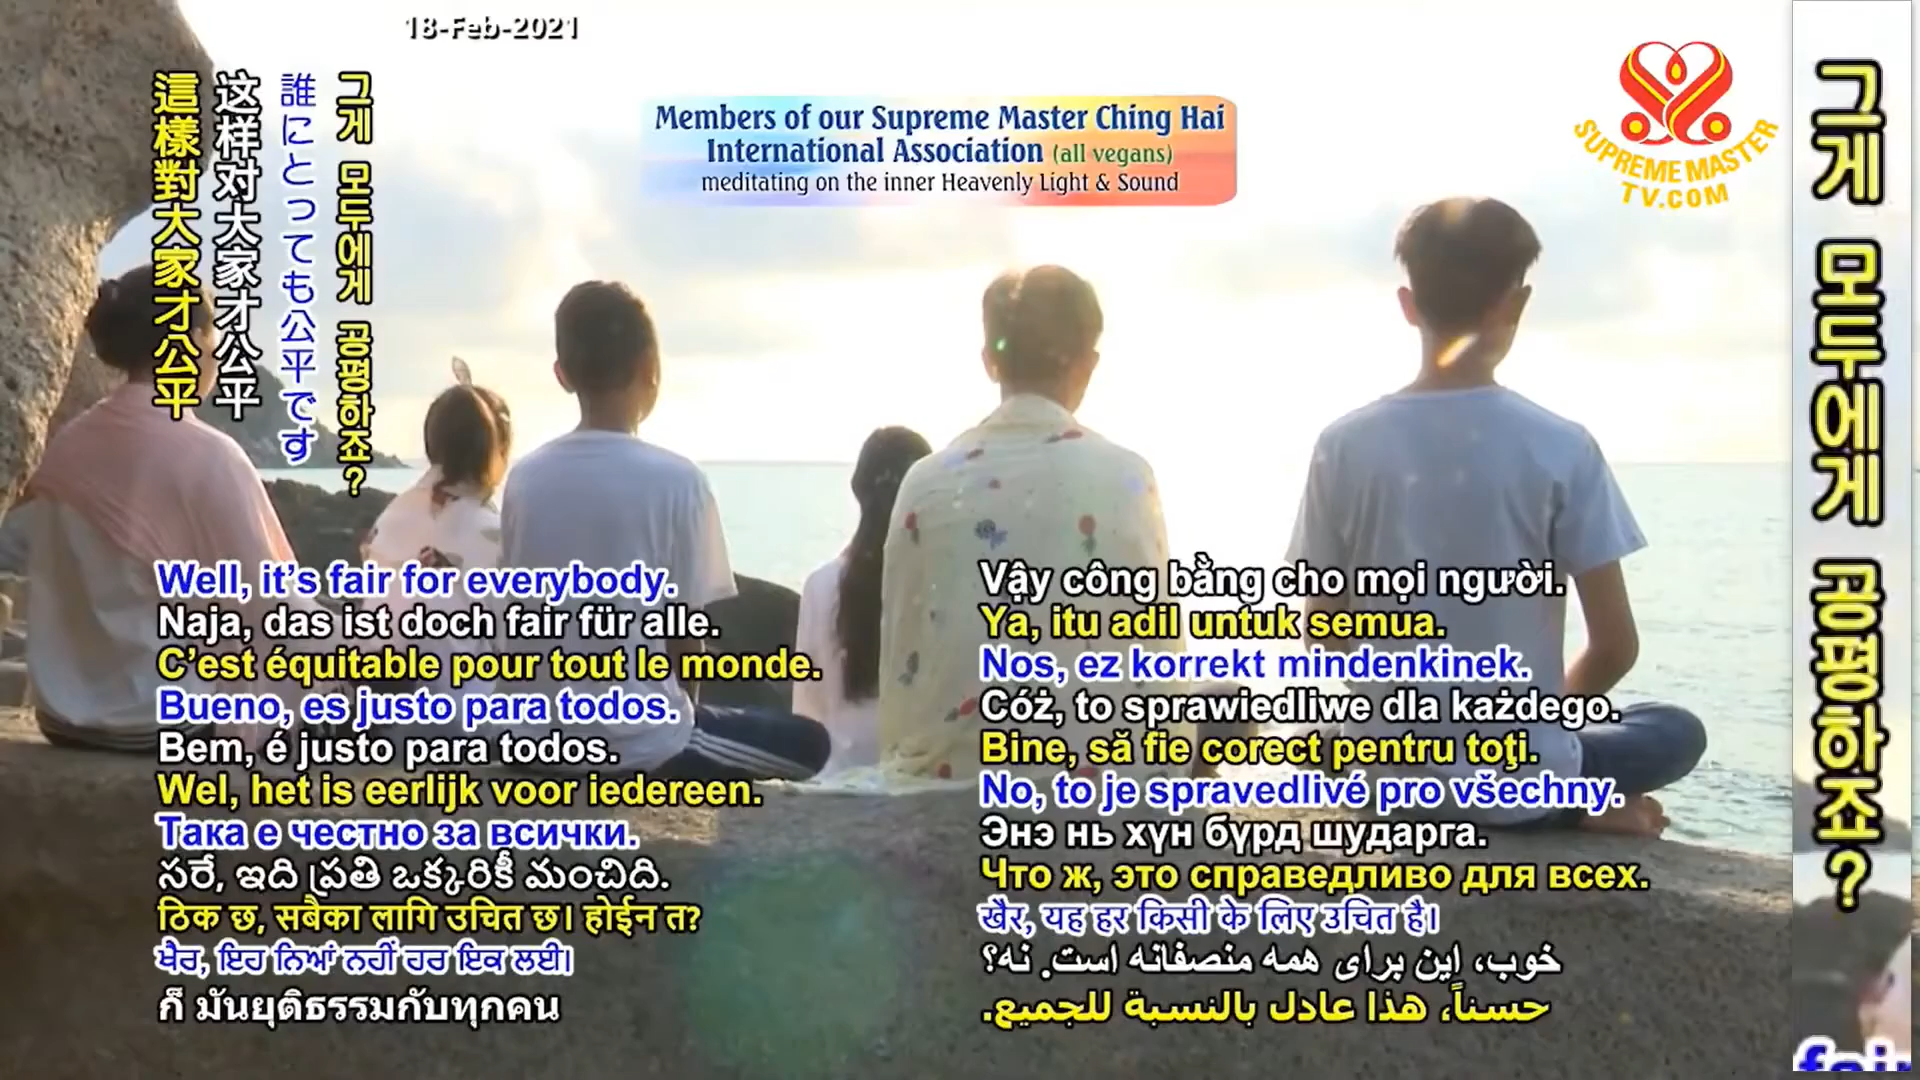 18-Feb-2021
Members of our Supreme Master Ching Hai
International Association (all vegans)
meditating on the inner Heavenly Light & Sound
SUPREME MASTER
TV.COM
그게 모두에게 공평하죠?
誰にとっても公平です
这样对大家才公平
這樣對大家才公平
Well, it's fair for everybody.
Naja, das ist doch fair für alle.
C'est équitable pour tout le monde.
Bueno, es justo para todos.
Bem, é justo para todos.
Wel, het is eerlijk voor iedereen.
Така е честно за всички.
సరే, ఇది ప్రతి ఒక్కరికీ మంచిది.
ठिक छ, सबैका लागि उचित छ। होईन त?
ਖੈਰ, ਇਹ ਨਿਆਂ ਨਹੀਂ ਹਰ ਇਕ ਲਈ।
ก็ มันยุติธรรมกับทุกคน
Vậy công bằng cho mọi người.
Ya, itu adil untuk semua.
Nos, ez korrekt mindenkinek.
Cóż, to sprawiedliwe dla każdego.
Bine, să fie corect pentru toţi.
No, to je spravedlivé pro všechny.
Энэ нь хүн бүрд шударга.
Что ж, это справедливо для всех.
खैर, यह हर किसी के लिए उचित है।
خوب، این برای همه منصفانه است. نه؟
حسناً، هذا عادل بالنسبة للجميع.
그게 모두에게 공평하죠?
fair